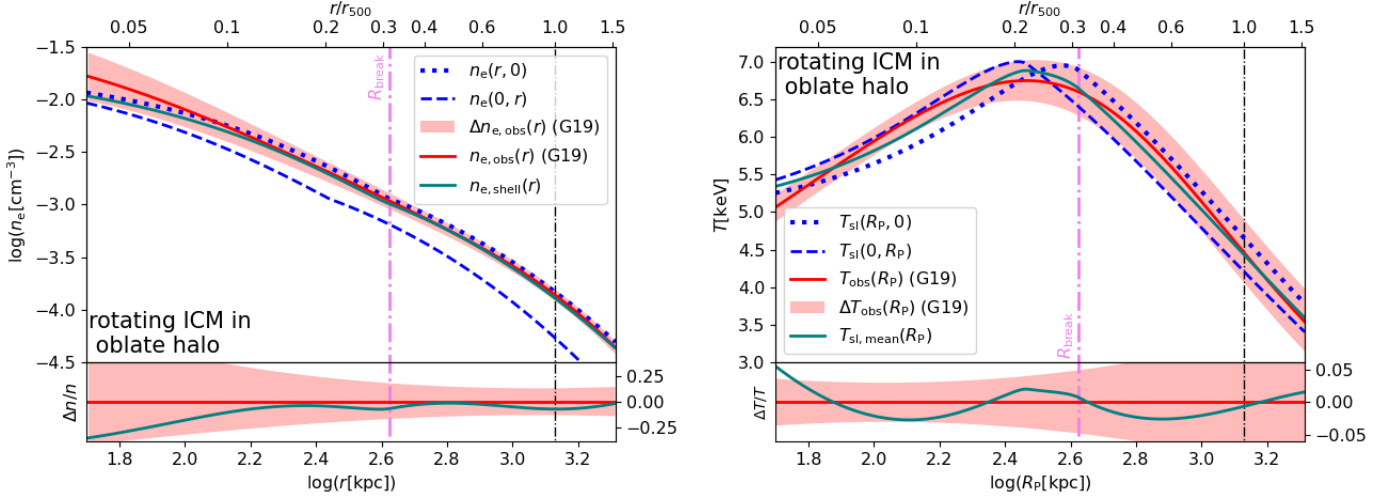 r/r500
0.05 0.1 0.2 0.3 0.4 0.6 1.0 1.5
log(ne[cm−3])
−1.5
−2.0
−2.5
−3.0
−3.5
−4.0
−4.5
Rbreak
ne(r, 0)
ne(0, r)
Δne,obs(r) (G19)
ne,obs(r) (G19)
ne,shell(r)
rotating ICM in
oblate halo
Δn/n
0.25
0.00
−0.25
1.8 2.0 2.2 2.4 2.6 2.8 3.0 3.2
log(r[kpc])
r/r500
0.05 0.1 0.2 0.3 0.4 0.6 1.0 1.5
rotating ICM in
oblate halo
T[keV]
7.0
6.5
6.0
5.5
5.0
4.5
4.0
3.5
3.0
Tsl(RP, 0)
Tsl(0, RP)
Tobs(RP) (G19)
ΔTobs(RP) (G19)
Tsl,mean(RP)
Rbreak
ΔT/T
0.05
0.00
−0.05
1.8 2.0 2.2 2.4 2.6 2.8 3.0 3.2
log(RP[kpc])